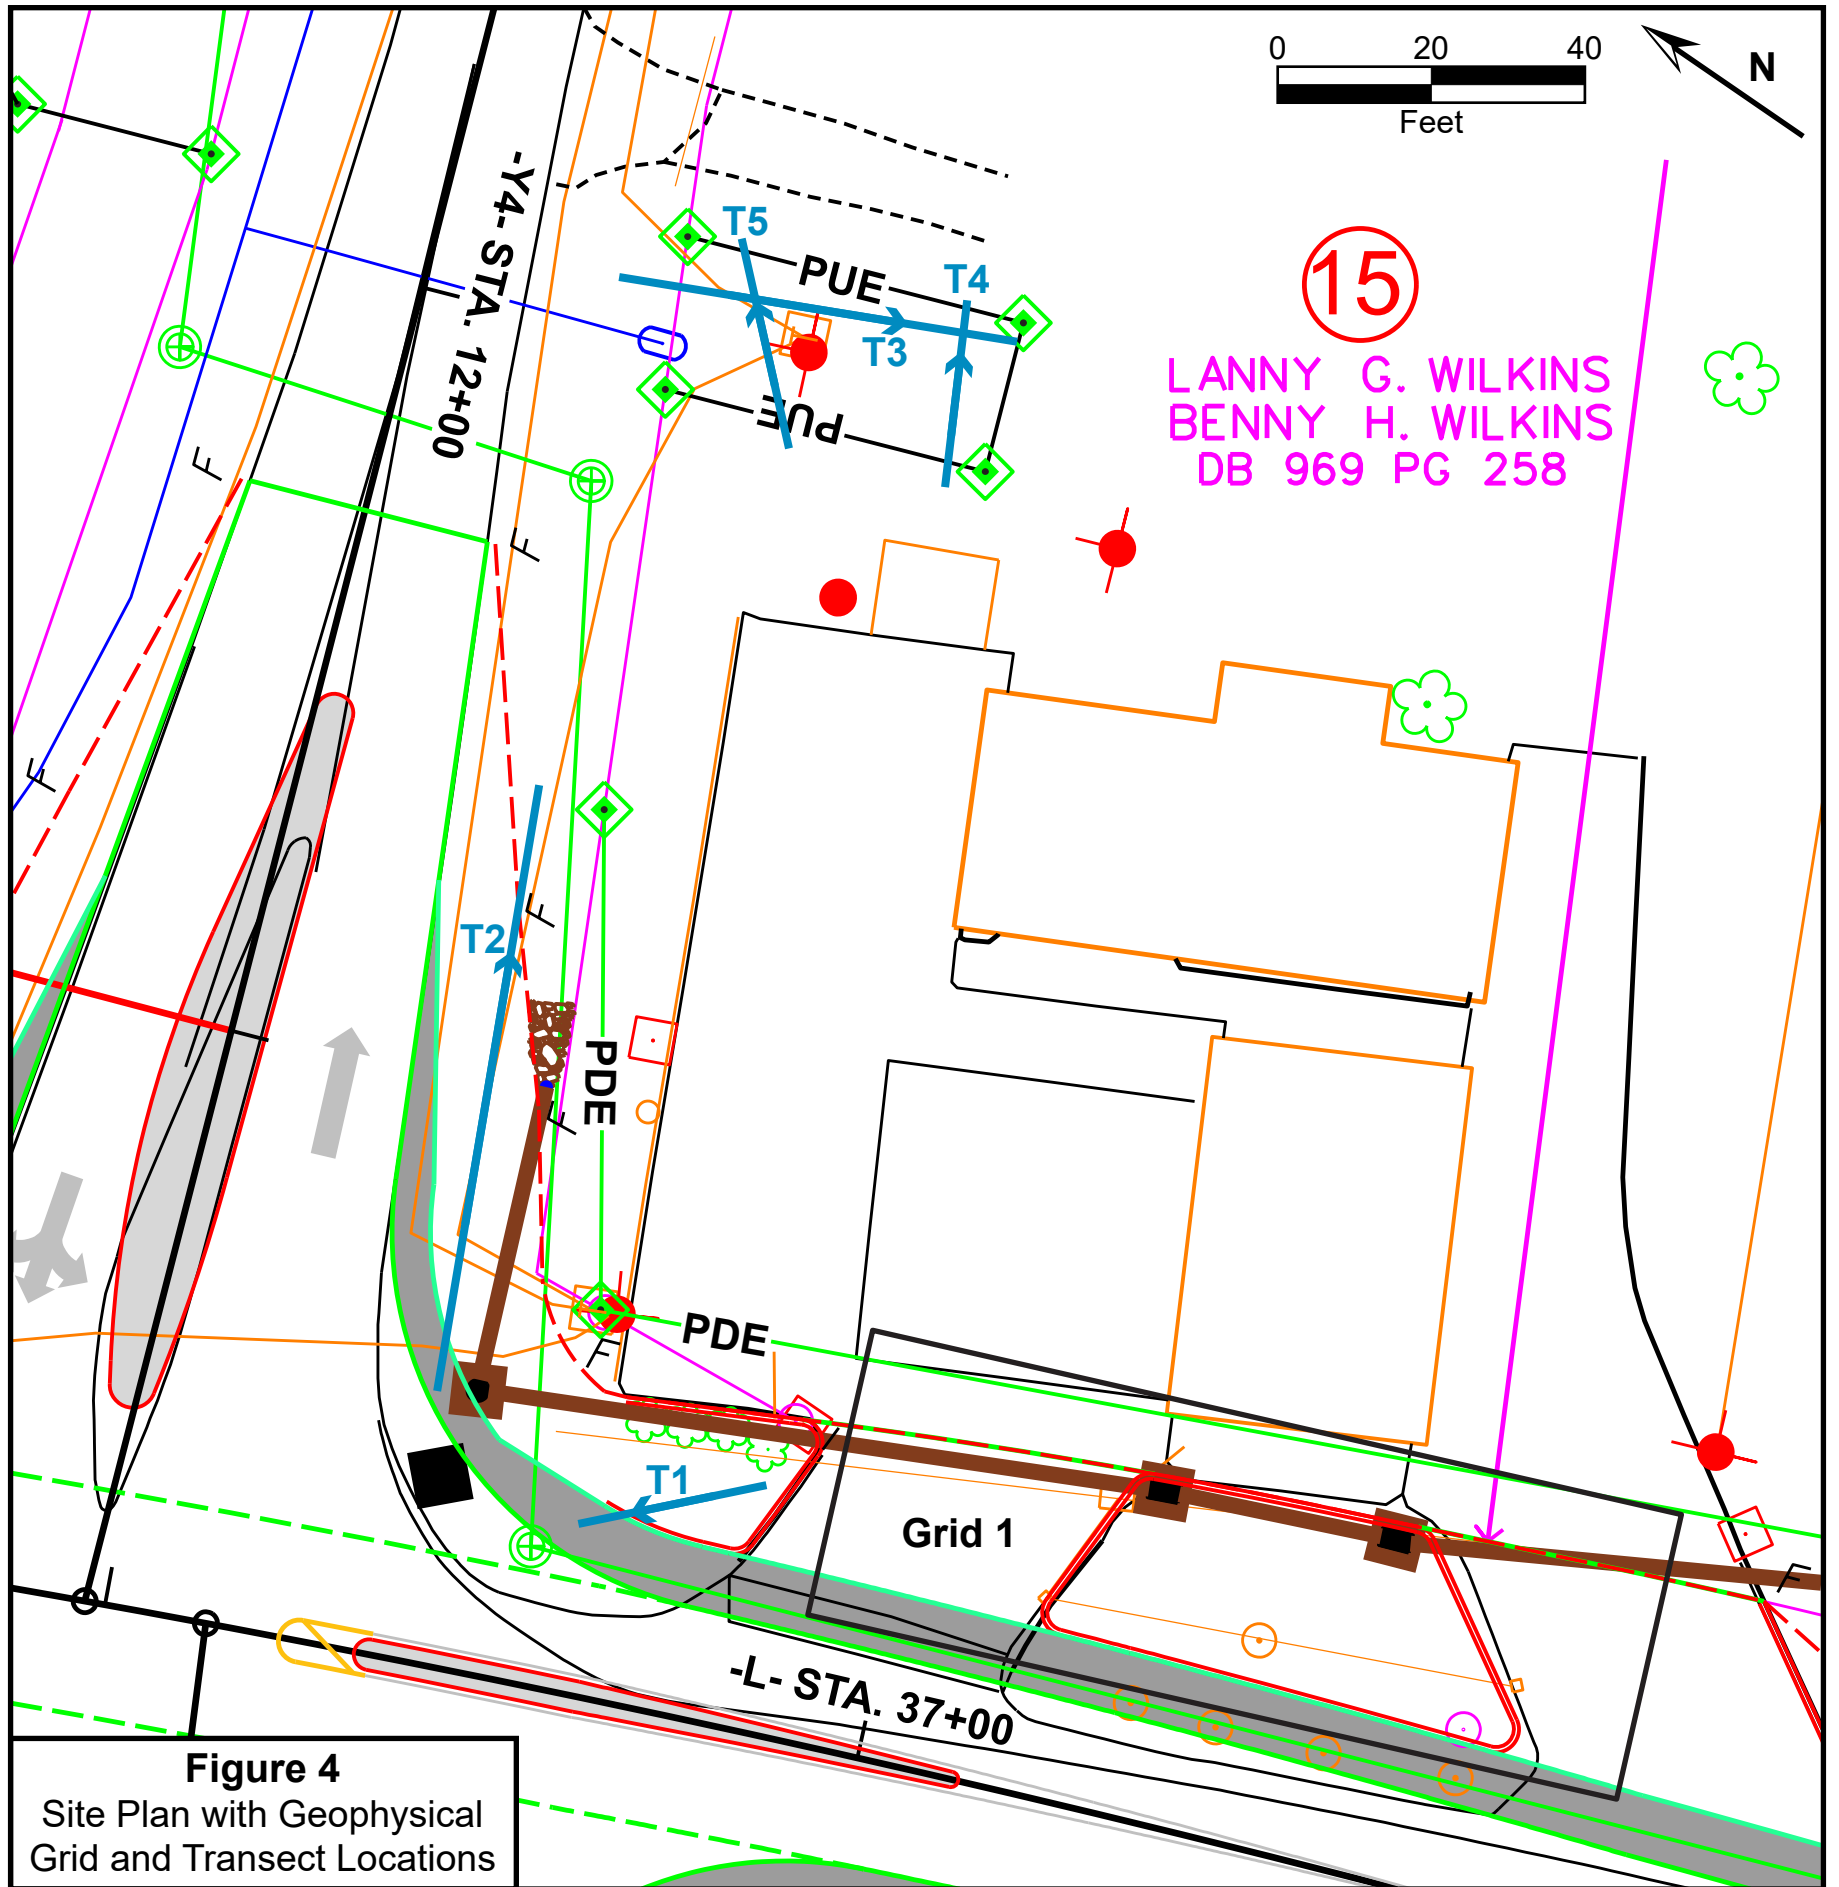 0 20 40
Feet
N
-Y4- STA. 12+00
T5
PUE
T4
T3
PUE
15
LANNY G. WILKINS
BENNY H. WILKINS
DB 969 PG 258
F
F
F
T2
F
PDE
F
PDE
F
T1
Grid 1
F
-L- STA. 37+00
Figure 4
Site Plan with Geophysical
Grid and Transect Locations